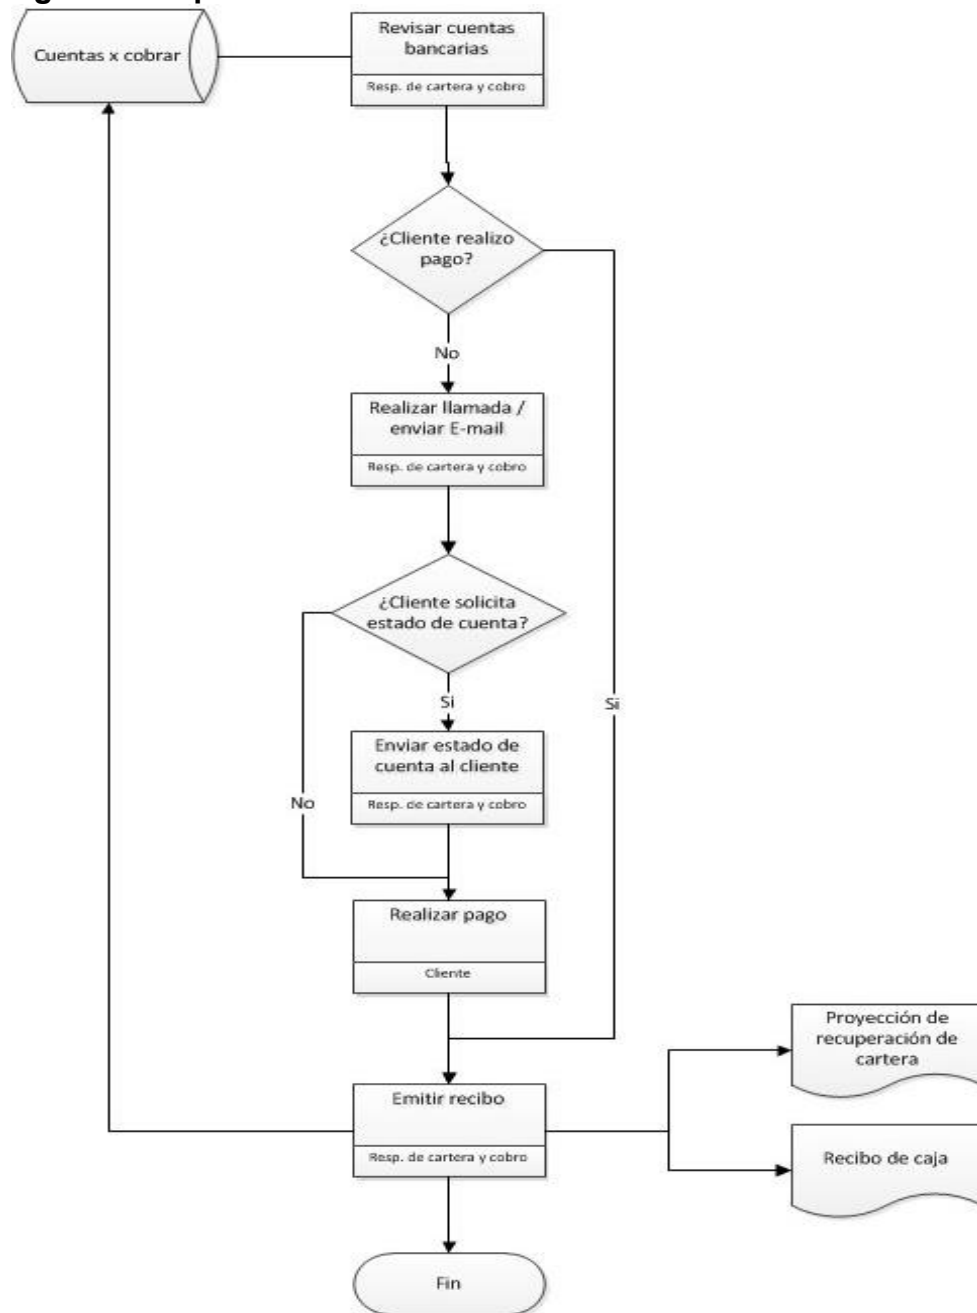 Cuentas x cobrar
Revisar cuentas
bancarias
Resp. de cartera y cobro
¿Cliente realizo
pago?
No
Realizar llamada /
enviar E-mail
Resp. de cartera y cobro
¿Cliente solicita
estado de cuenta?
Si
Si
Enviar estado de
cuenta al cliente
Resp. de cartera y cobro
No
Realizar pago
Cliente
Proyección de
recuperación de
cartera
Emitir recibo
Resp. de cartera y cobro
Recibo de caja
Fin